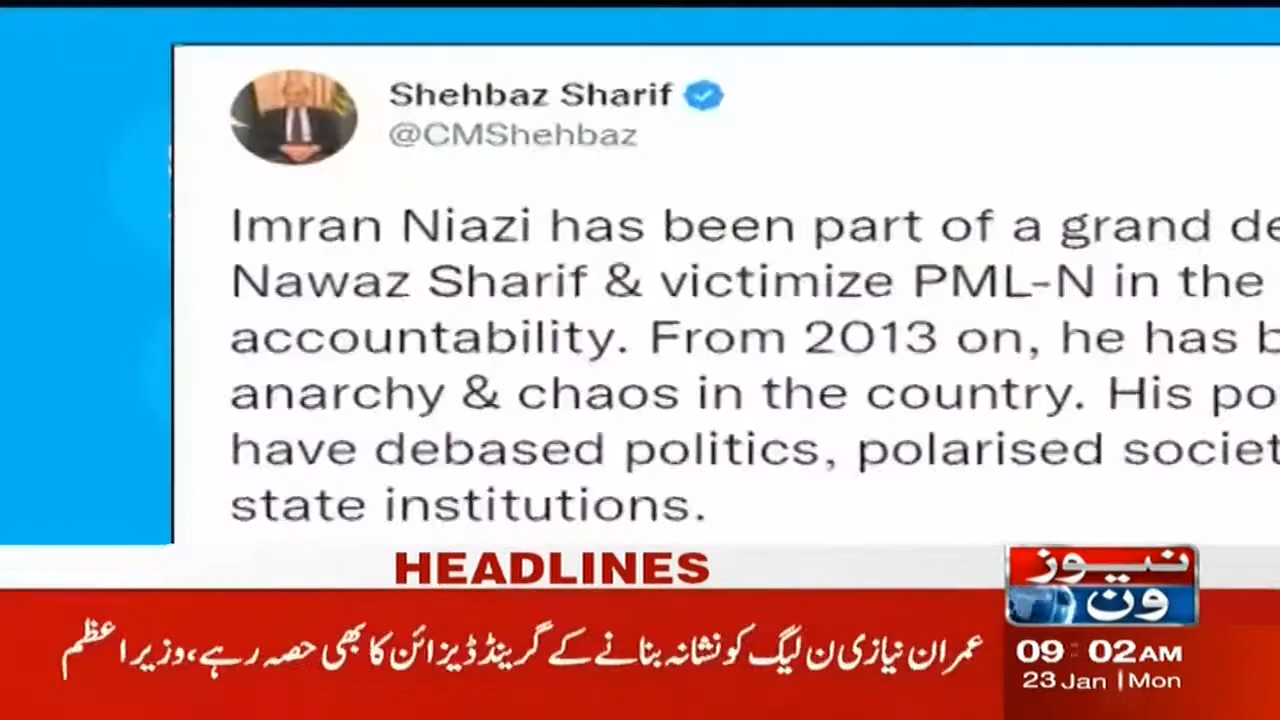 Shehbaz Sharif
@CMShehbaz
Imran Niazi has been part of a grand
Nawaz Sharif & victimize PML-N in the
accountability. From 2013 on, he has
anarchy & chaos in the country. His
have debased politics, polarised
state institutions.
HEADLINES
نیوز
ون
عمران نیازی ن لیگ کو نشانہ بنانے کے گرینڈ ڈیزائن کا بھی حصہ رہے، وزیر اعظم
09:02AM
23 Jan | Mon